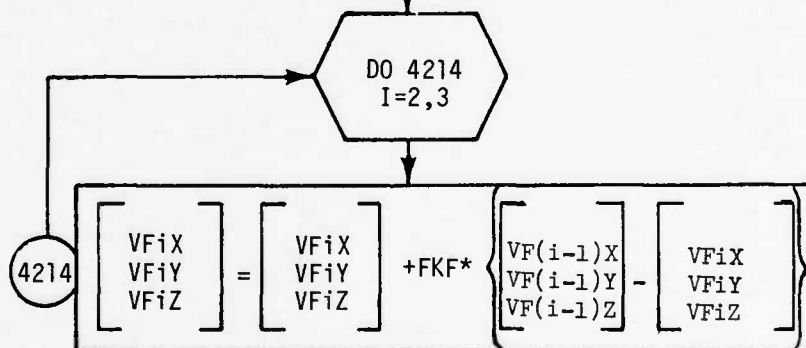 DO 4214
I=2,3
4214
[VFiX VFiY VFiZ] = [VFiX VFiY VFiZ] +FKF* {[VF(i-1)X VF(i-1)Y VF(i-1)Z] - [VFiX VFiY VFiZ]}